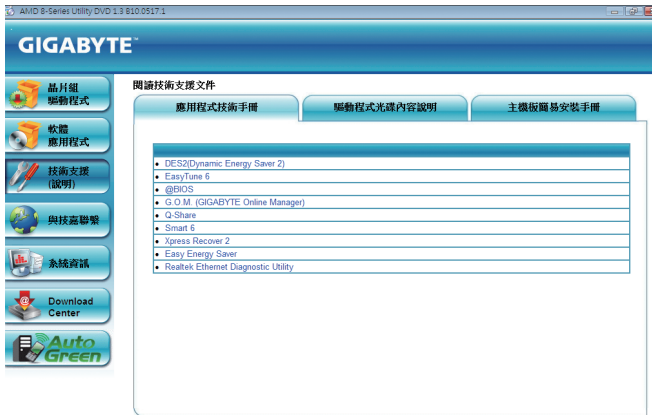 AMD 8-Series Utility DVD 1.3 B10.0517.1
GIGABYTE™
晶片組
驅動程式
軟體
應用程式
技術支援
(說明)
與技嘉聯繫
系統資訊
Download
Center
Auto
Green
閱讀技術支援文件
應用程式技術手冊
驅動程式光碟內容說明
主機板簡易安裝手冊
DES2(Dynamic Energy Saver 2)
EasyTune 6
@BIOS
G.O.M. (GIGABYTE Online Manager)
Q-Share
Smart 6
Xpress Recover 2
Easy Energy Saver
Realtek Ethernet Diagnostic Utility